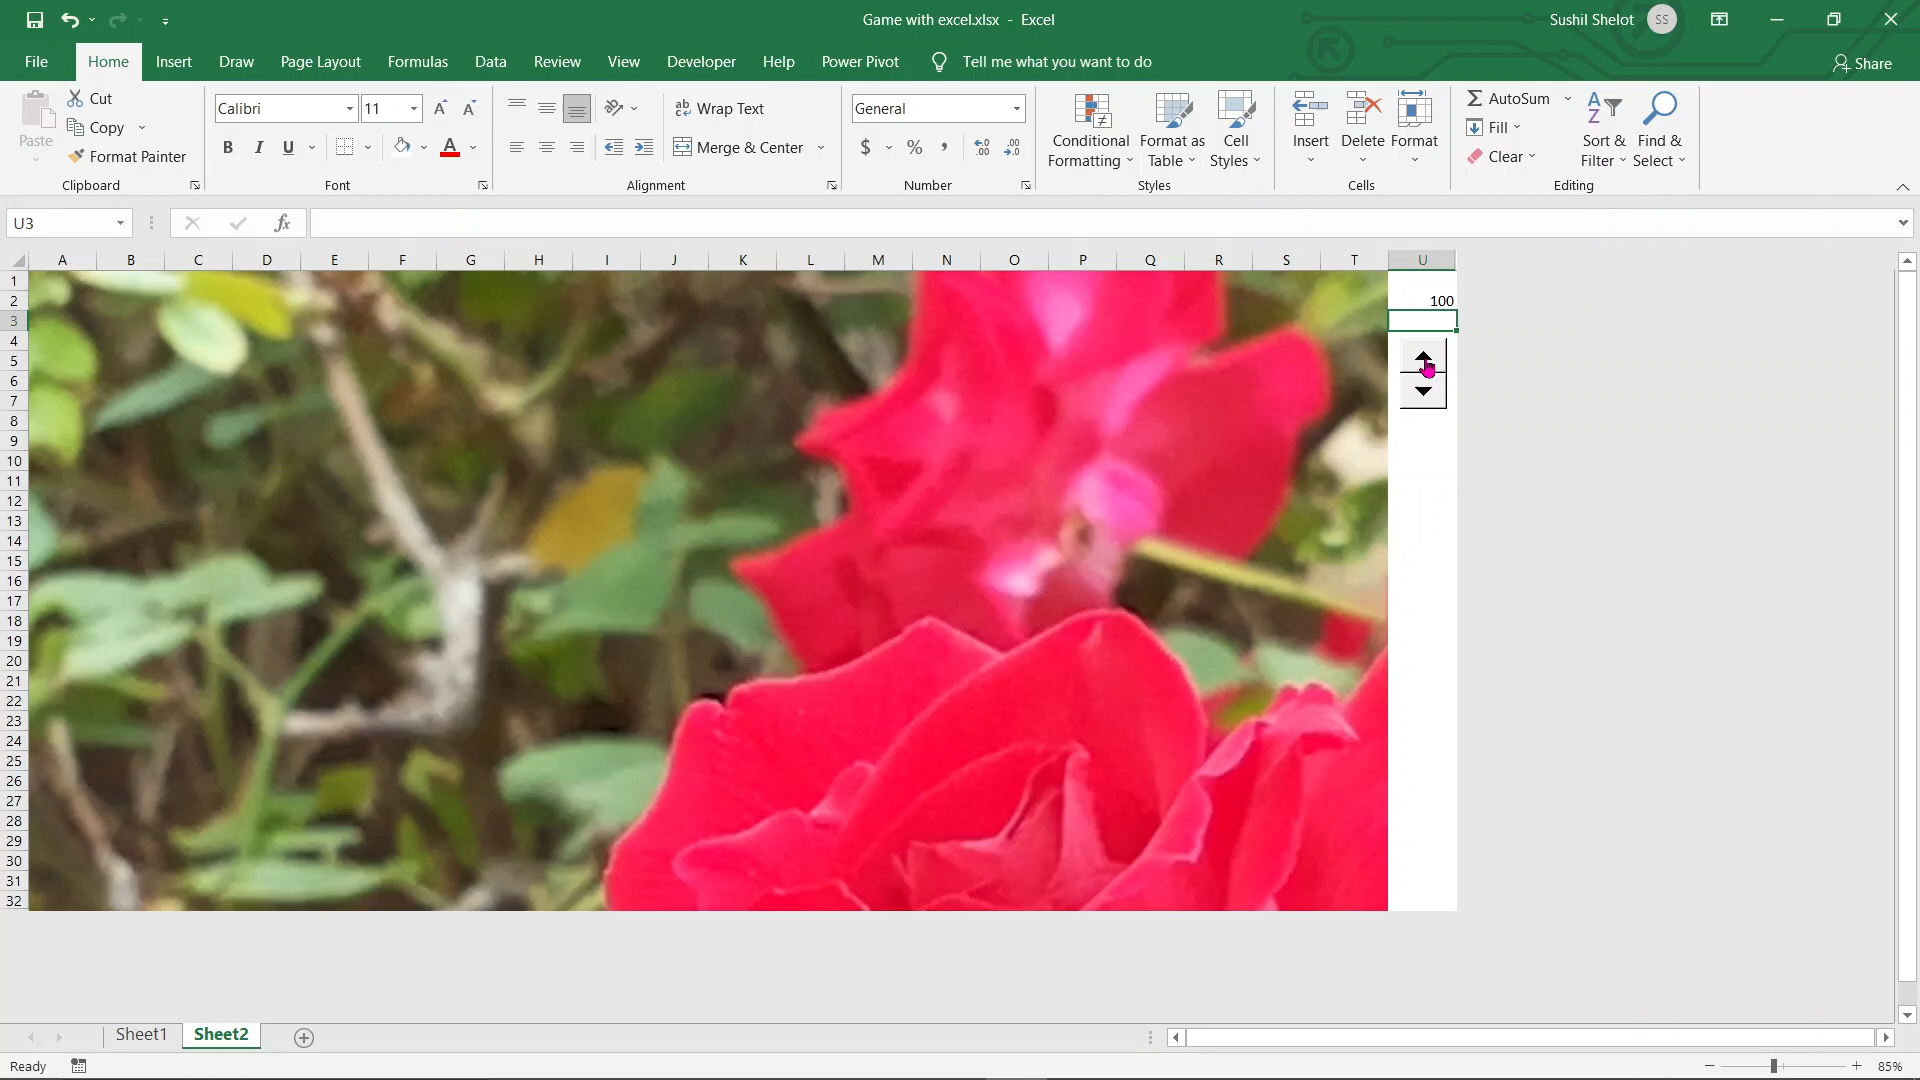 Game with excel.xlsx - Excel
Sushil Shelot SS
File Home Insert Draw Page Layout Formulas Data Review View Developer Help Power Pivot Tell me what you want to do Share
Paste
Cut
Copy
Format Painter
Clipboard
Calibri 11
B I U A
Font
ab Wrap Text
Merge & Center
Alignment
General
$ %
Number
Conditional Formatting
Format as Table
Cell Styles
Styles
Insert Delete Format
Cells
AutoSum
Fill
Clear
Sort & Filter
Find & Select
Editing
U3 fx
A B C D E F G H I J K L M N O P Q R S T U
1
2 100
3
4
5
6
7
8
9
10
11
12
13
14
15
16
17
18
19
20
21
22
23
24
25
26
27
28
29
30
31
32
Sheet1 Sheet2
Ready 85%